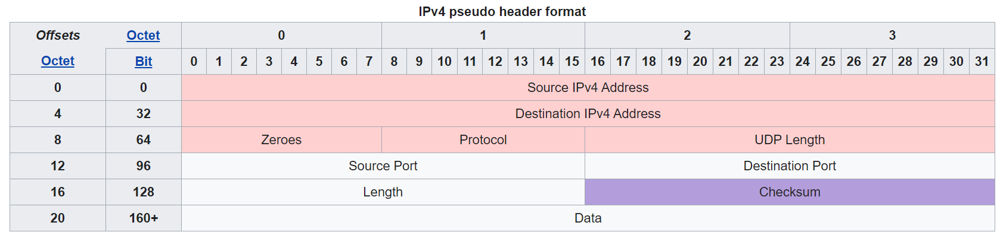 IPv4 pseudo header format
Offsets Octet 0 1 2 3
Octet Bit 0 1 2 3 4 5 6 7 8 9 10 11 12 13 14 15 16 17 18 19 20 21 22 23 24 25 26 27 28 29 30 31
0 0 Source IPv4 Address
4 32 Destination IPv4 Address
8 64 Zeroes Protocol UDP Length
12 96 Source Port Destination Port
16 128 Length Checksum
20 160+ Data